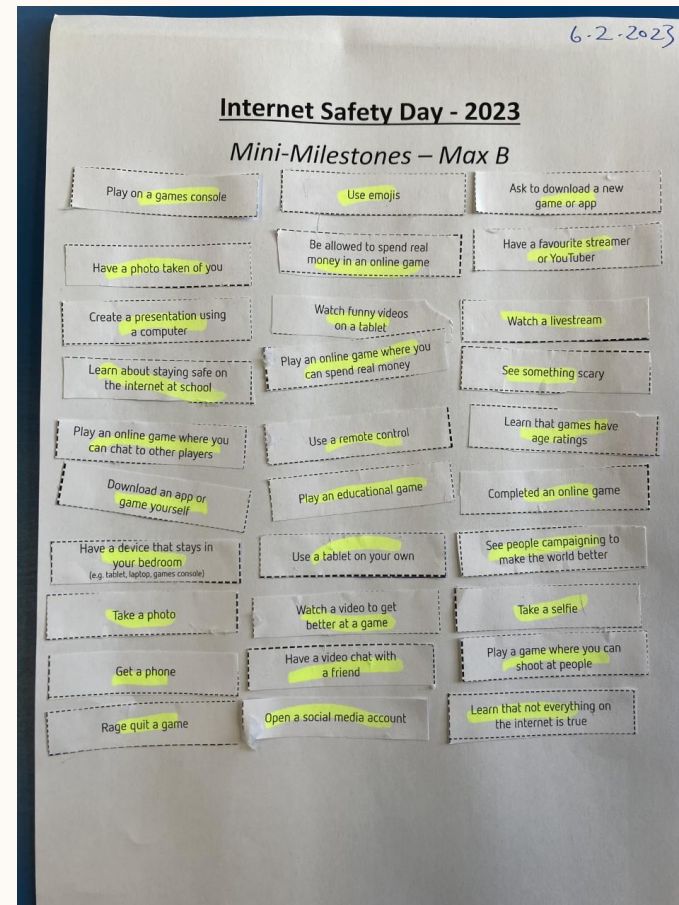 6-2-2023
Internet Safety Day - 2023
Mini-Milestones – Max B
Play on a games console
Use emojis
Ask to download a new
game or app
Have a photo taken of you
Be allowed to spend real
money in an online game
Have a favourite streamer
or YouTuber
Create a presentation using
a computer
Watch funny videos
on a tablet
Watch a livestream
Learn about staying safe on
the internet at school
Play an online game where you
can spend real money
See something scary
Play an online game where you
can chat to other players
Use a remote control
Learn that games have
age ratings
Download an app or
game yourself
Play an educational game
Completed an online game
Have a device that stays in
your bedroom
(e.g. tablet, laptop, games console)
Use a tablet on your own
See people campaigning to
make the world better
Take a photo
Watch a video to get
better at a game
Take a selfie
Get a phone
Have a video chat with
a friend
Play a game where you can
shoot at people
Rage quit a game
Open a social media account
Learn that not everything on
the internet is true